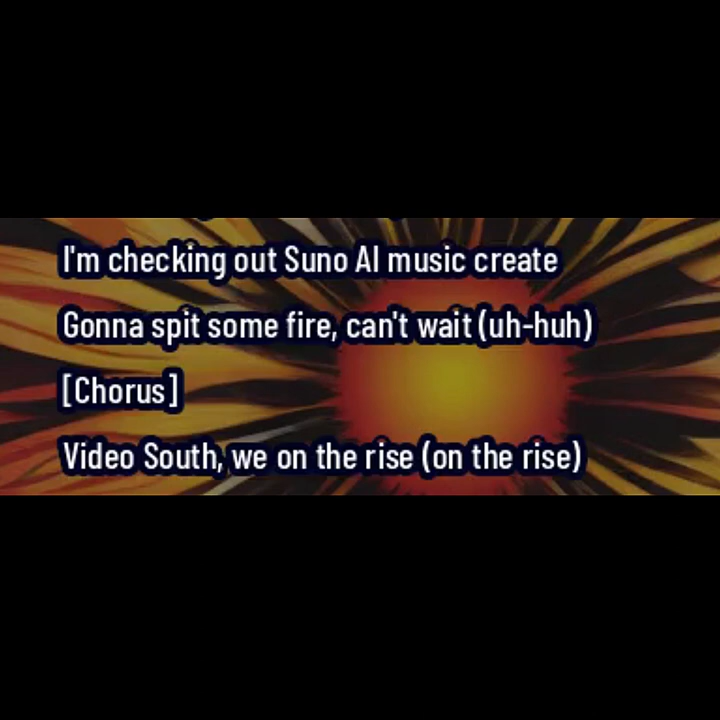 I'm checking out Suno AI music create
Gonna spit some fire, can't wait (uh-huh)
[Chorus]
Video South, we on the rise (on the rise)